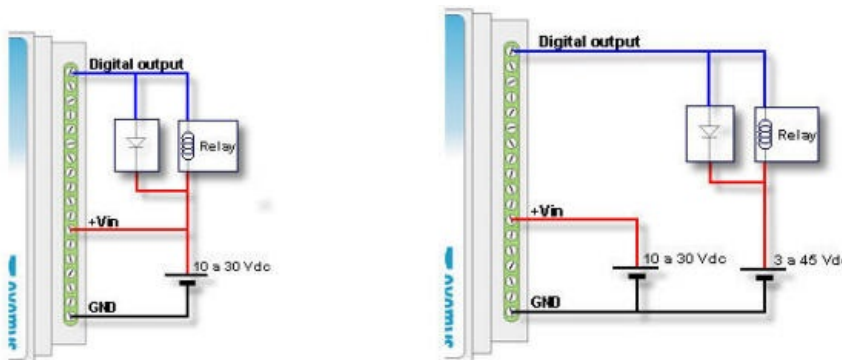 Digital output
Relay
+Vin
10 a 30 Vdc
GND
Digital output
Relay
+Vin
10 a 30 Vdc
3 a 45 Vdc
GND